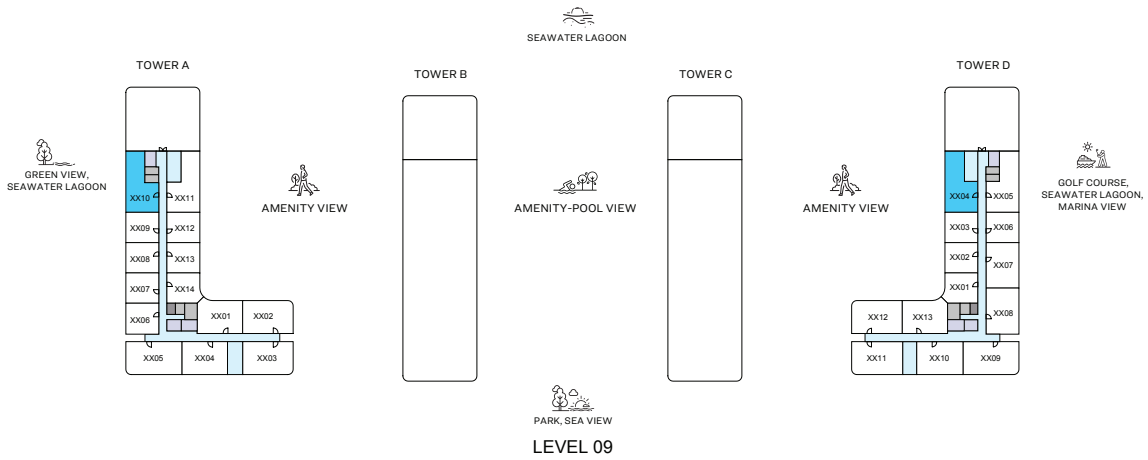 SEAWATER LAGOON
TOWER A
TOWER B
TOWER C
TOWER D
GREEN VIEW,
SEAWATER LAGOON
AMENITY VIEW
AMENITY-POOL VIEW
AMENITY VIEW
GOLF COURSE,
SEAWATER LAGOON,
MARINA VIEW
XX10
XX11
XX09
XX12
XX08
XX13
XX07
XX14
XX06
XX01
XX02
XX05
XX04
XX03
XX04
XX05
XX03
XX06
XX02
XX07
XX01
XX08
XX12
XX13
XX11
XX10
XX09
PARK, SEA VIEW
LEVEL 09